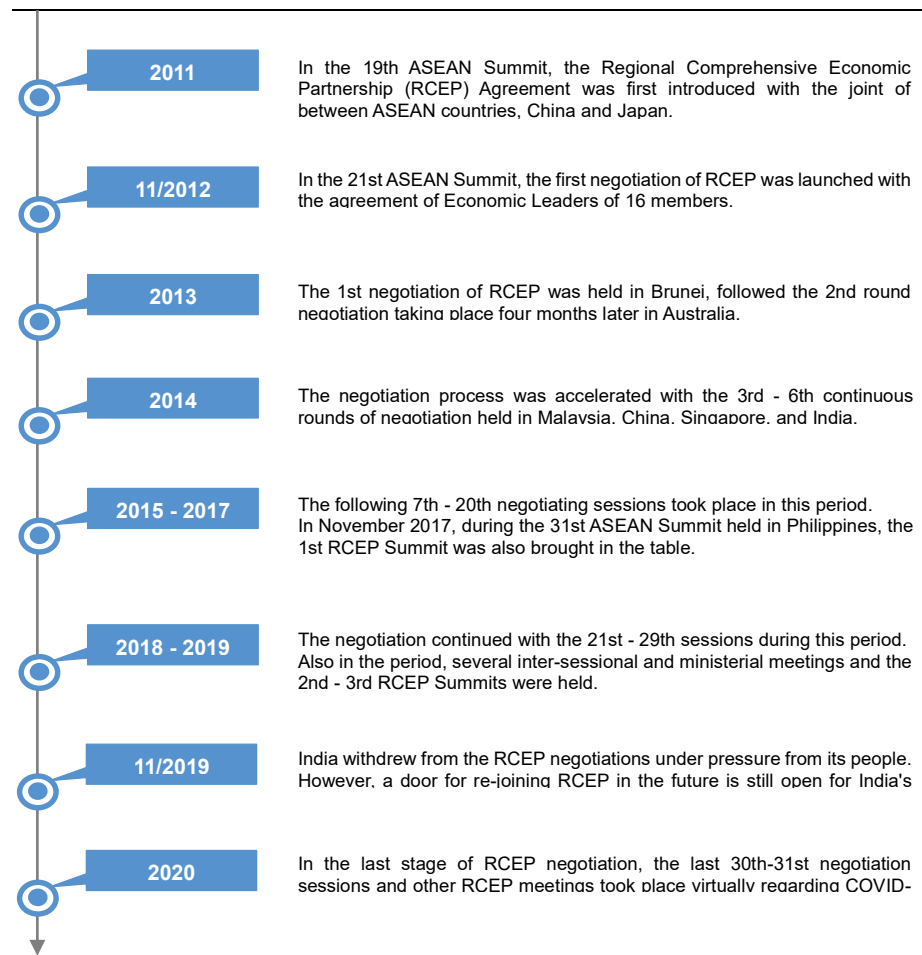 2011
In the 19th ASEAN Summit, the Regional Comprehensive Economic
Partnership (RCEP) Agreement was first introduced with the joint of
between ASEAN countries, China and Japan.
11/2012
In the 21st ASEAN Summit, the first negotiation of RCEP was launched with
the agreement of Economic Leaders of 16 members.
2013
The 1st negotiation of RCEP was held in Brunei, followed the 2nd round
negotiation taking place four months later in Australia.
2014
The negotiation process was accelerated with the 3rd - 6th continuous
rounds of negotiation held in Malaysia, China, Singapore, and India.
2015 - 2017
The following 7th - 20th negotiating sessions took place in this period.
In November 2017, during the 31st ASEAN Summit held in Philippines, the
1st RCEP Summit was also brought in the table.
2018 - 2019
The negotiation continued with the 21st - 29th sessions during this period.
Also in the period, several inter-sessional and ministerial meetings and the
2nd - 3rd RCEP Summits were held.
11/2019
India withdrew from the RCEP negotiations under pressure from its people.
However, a door for re-joining RCEP in the future is still open for India's
2020
In the last stage of RCEP negotiation, the last 30th-31st negotiation
sessions and other RCEP meetings took place virtually regarding COVID-